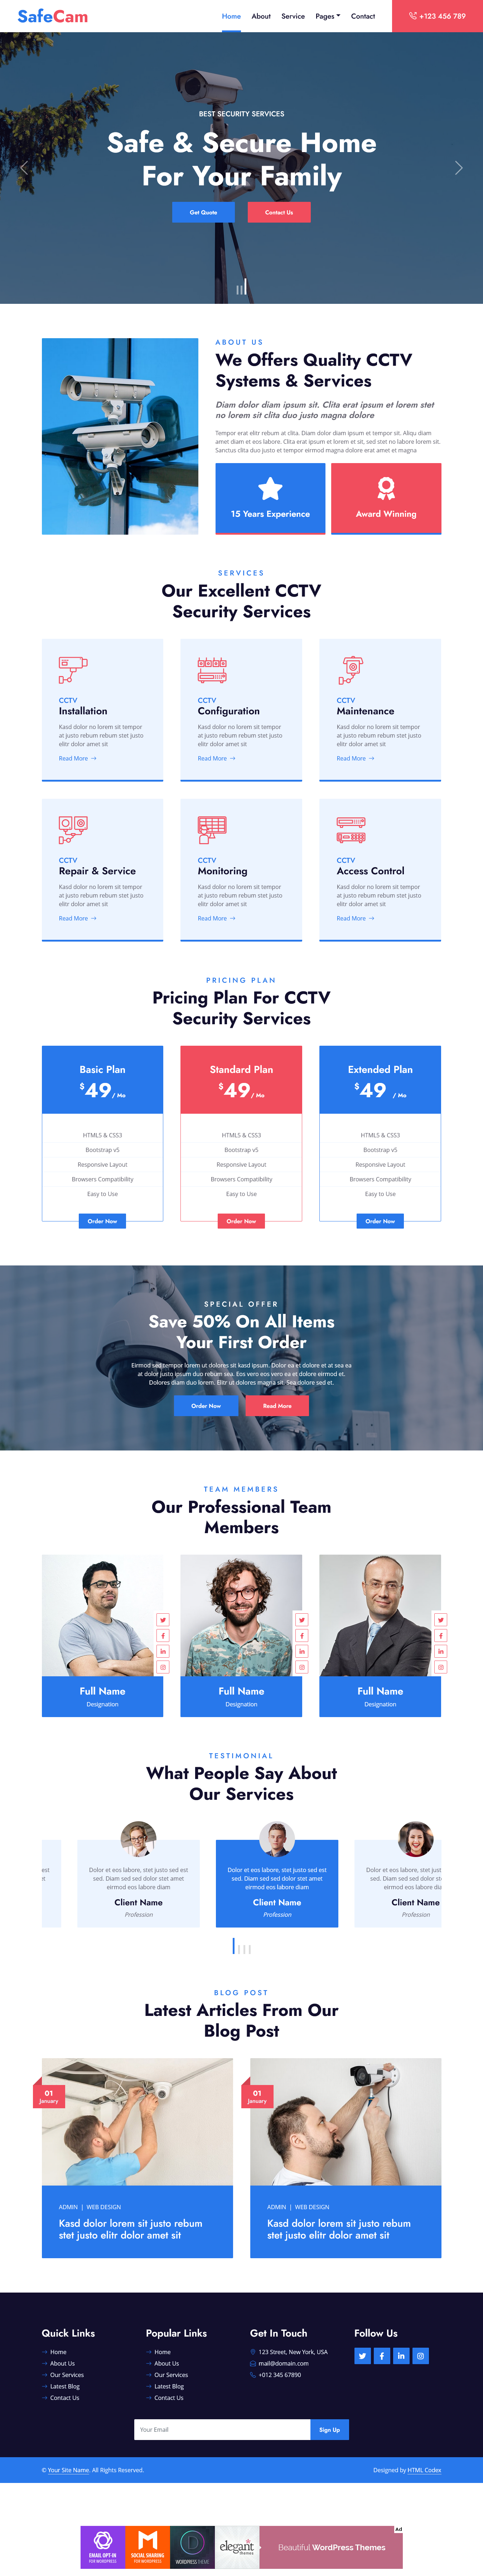 SafeCam
Home
About
Service
Pages
Contact
+123 456 789
BEST SECURITY SERVICES
Safe & Secure Home
For Your Family
Get Quote
Contact Us
ABOUT US
We Offers Quality CCTV
Systems & Services
Diam dolor diam ipsum sit. Clita erat ipsum et lorem stet
no lorem sit clita duo justo magna dolore
Tempor erat elitr rebum at clita. Diam dolor diam ipsum et tempor sit. Aliqu diam
amet diam et eos labore. Clita erat ipsum et lorem et sit, sed stet no labore lorem sit.
Sanctus clita duo justo et tempor eirmod magna dolore erat amet et magna
15 Years Experience
Award Winning
SERVICES
Our Excellent CCTV
Security Services
CCTV
Installation
Kasd dolor no lorem sit tempor
at justo rebum rebum stet justo
elitr dolor amet sit
Read More
CCTV
Configuration
Kasd dolor no lorem sit tempor
at justo rebum rebum stet justo
elitr dolor amet sit
Read More
CCTV
Maintenance
Kasd dolor no lorem sit tempor
at justo rebum rebum stet justo
elitr dolor amet sit
Read More
CCTV
Repair & Service
Kasd dolor no lorem sit tempor
at justo rebum rebum stet justo
elitr dolor amet sit
Read More
CCTV
Monitoring
Kasd dolor no lorem sit tempor
at justo rebum rebum stet justo
elitr dolor amet sit
Read More
CCTV
Access Control
Kasd dolor no lorem sit tempor
at justo rebum rebum stet justo
elitr dolor amet sit
Read More
PRICING PLAN
Pricing Plan For CCTV
Security Services
Basic Plan
$49/ Mo
HTML5 & CSS3
Bootstrap v5
Responsive Layout
Browsers Compatibility
Easy to Use
Order Now
Standard Plan
$49/ Mo
HTML5 & CSS3
Bootstrap v5
Responsive Layout
Browsers Compatibility
Easy to Use
Order Now
Extended Plan
$49 / Mo
HTML5 & CSS3
Bootstrap v5
Responsive Layout
Browsers Compatibility
Easy to Use
Order Now
SPECIAL OFFER
Save 50% On All Items
Your First Order
Eirmod sed tempor lorem ut dolores sit kasd ipsum. Dolor ea et dolore et at sea ea
at dolor justo ipsum duo rebum sea. Eos vero eos vero ea et dolore eirmod et.
Dolores diam duo lorem. Elitr ut dolores magna sit. Sea dolore sed et.
Order Now
Read More
TEAM MEMBERS
Our Professional Team
Members
Full Name
Designation
Full Name
Designation
Full Name
Designation
TESTIMONIAL
What People Say About
Our Services
est
it
Dolor et eos labore, stet justo sed est
sed. Diam sed sed dolor stet amet
eirmod eos labore diam
Client Name
Profession
Dolor et eos labore, stet justo sed est
sed. Diam sed sed dolor stet amet
eirmod eos labore diam
Client Name
Profession
Dolor et eos labore, stet just
sed. Diam sed sed dolor st
eirmod eos labore dia
Client Name
Profession
BLOG POST
Latest Articles From Our
Blog Post
01
January
ADMIN | WEB DESIGN
Kasd dolor lorem sit justo rebum
stet justo elitr dolor amet sit
01
January
ADMIN | WEB DESIGN
Kasd dolor lorem sit justo rebum
stet justo elitr dolor amet sit
Quick Links
Home
About Us
Our Services
Latest Blog
Contact Us
Popular Links
Home
About Us
Our Services
Latest Blog
Contact Us
Get In Touch
123 Street, New York, USA
mail@domain.com
+012 345 67890
Follow Us
Your Email
Sign Up
© Your Site Name. All Rights Reserved.
Designed by HTML Codex
Ad
EMAIL OPT-IN
FOR WORDPRESS
SOCIAL SHARING
FOR WORDPRESS
D
WORDPRESS THEME
elegant
themes
Beautiful WordPress Themes